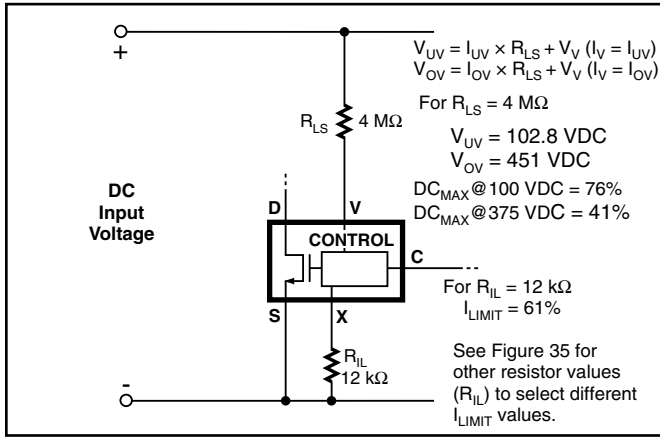 +
V_UV = I_UV × R_LS + V_V (I_V = I_UV)
V_OV = I_OV × R_LS + V_V (I_V = I_OV)
For R_LS = 4 MΩ
R_LS 4 MΩ
V_UV = 102.8 VDC
V_OV = 451 VDC
DC_MAX@100 VDC = 76%
DC_MAX@375 VDC = 41%
DC
Input
Voltage
D V
CONTROL
C
S X
For R_IL = 12 kΩ
I_LIMIT = 61%
R_IL
12 kΩ
See Figure 35 for
other resistor values
(R_IL) to select different
I_LIMIT values.
-